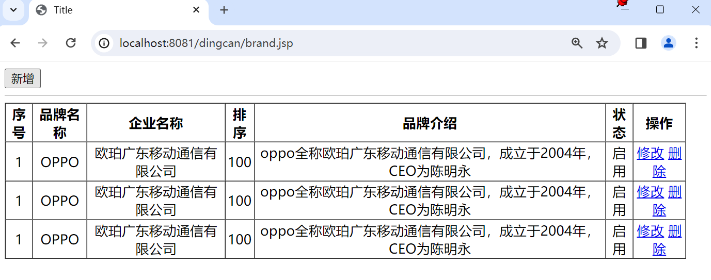 Title
localhost:8081/dingcan/brand.jsp
新增
序号 品牌名称 企业名称 排序 品牌介绍 状态 操作
1 OPPO 欧珀广东移动通信有限公司 100 oppo全称欧珀广东移动通信有限公司，成立于2004年，CEO为陈明永 启用 修改 删除
1 OPPO 欧珀广东移动通信有限公司 100 oppo全称欧珀广东移动通信有限公司，成立于2004年，CEO为陈明永 启用 修改 删除
1 OPPO 欧珀广东移动通信有限公司 100 oppo全称欧珀广东移动通信有限公司，成立于2004年，CEO为陈明永 启用 修改 删除